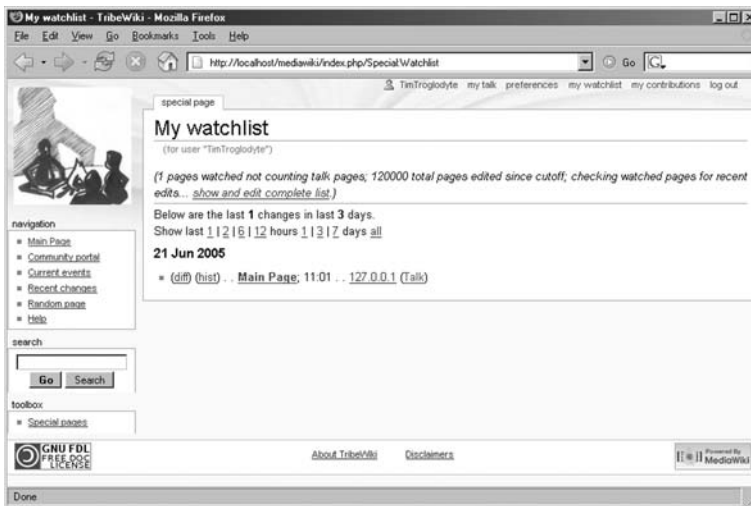 My watchlist - TribeWiki - Mozilla Firefox
File Edit View Go Bookmarks Tools Help
http://localhost/mediawiki/index.php/Special:Watchlist Go G
TimTroglodyte my talk preferences my watchlist my contributions log out
special page
My watchlist
(for user "TimTroglodyte")
(1 pages watched not counting talk pages; 120000 total pages edited since cutoff; checking watched pages for recent
edits... show and edit complete list.)
Below are the last 1 changes in last 3 days.
Show last 1 | 2 | 6 | 12 hours 1 | 3 | 7 days all
21 Jun 2005
(diff) (hist) . . Main Page; 11:01 . . 127.0.0.1 (Talk)
navigation
Main Page
Community portal
Current events
Recent changes
Random page
Help
search
Go Search
toolbox
Special pages
GNU FDL
FREE DOC
LICENSE
About TribeWiki Disclaimers
Powered By
MediaWiki
Done